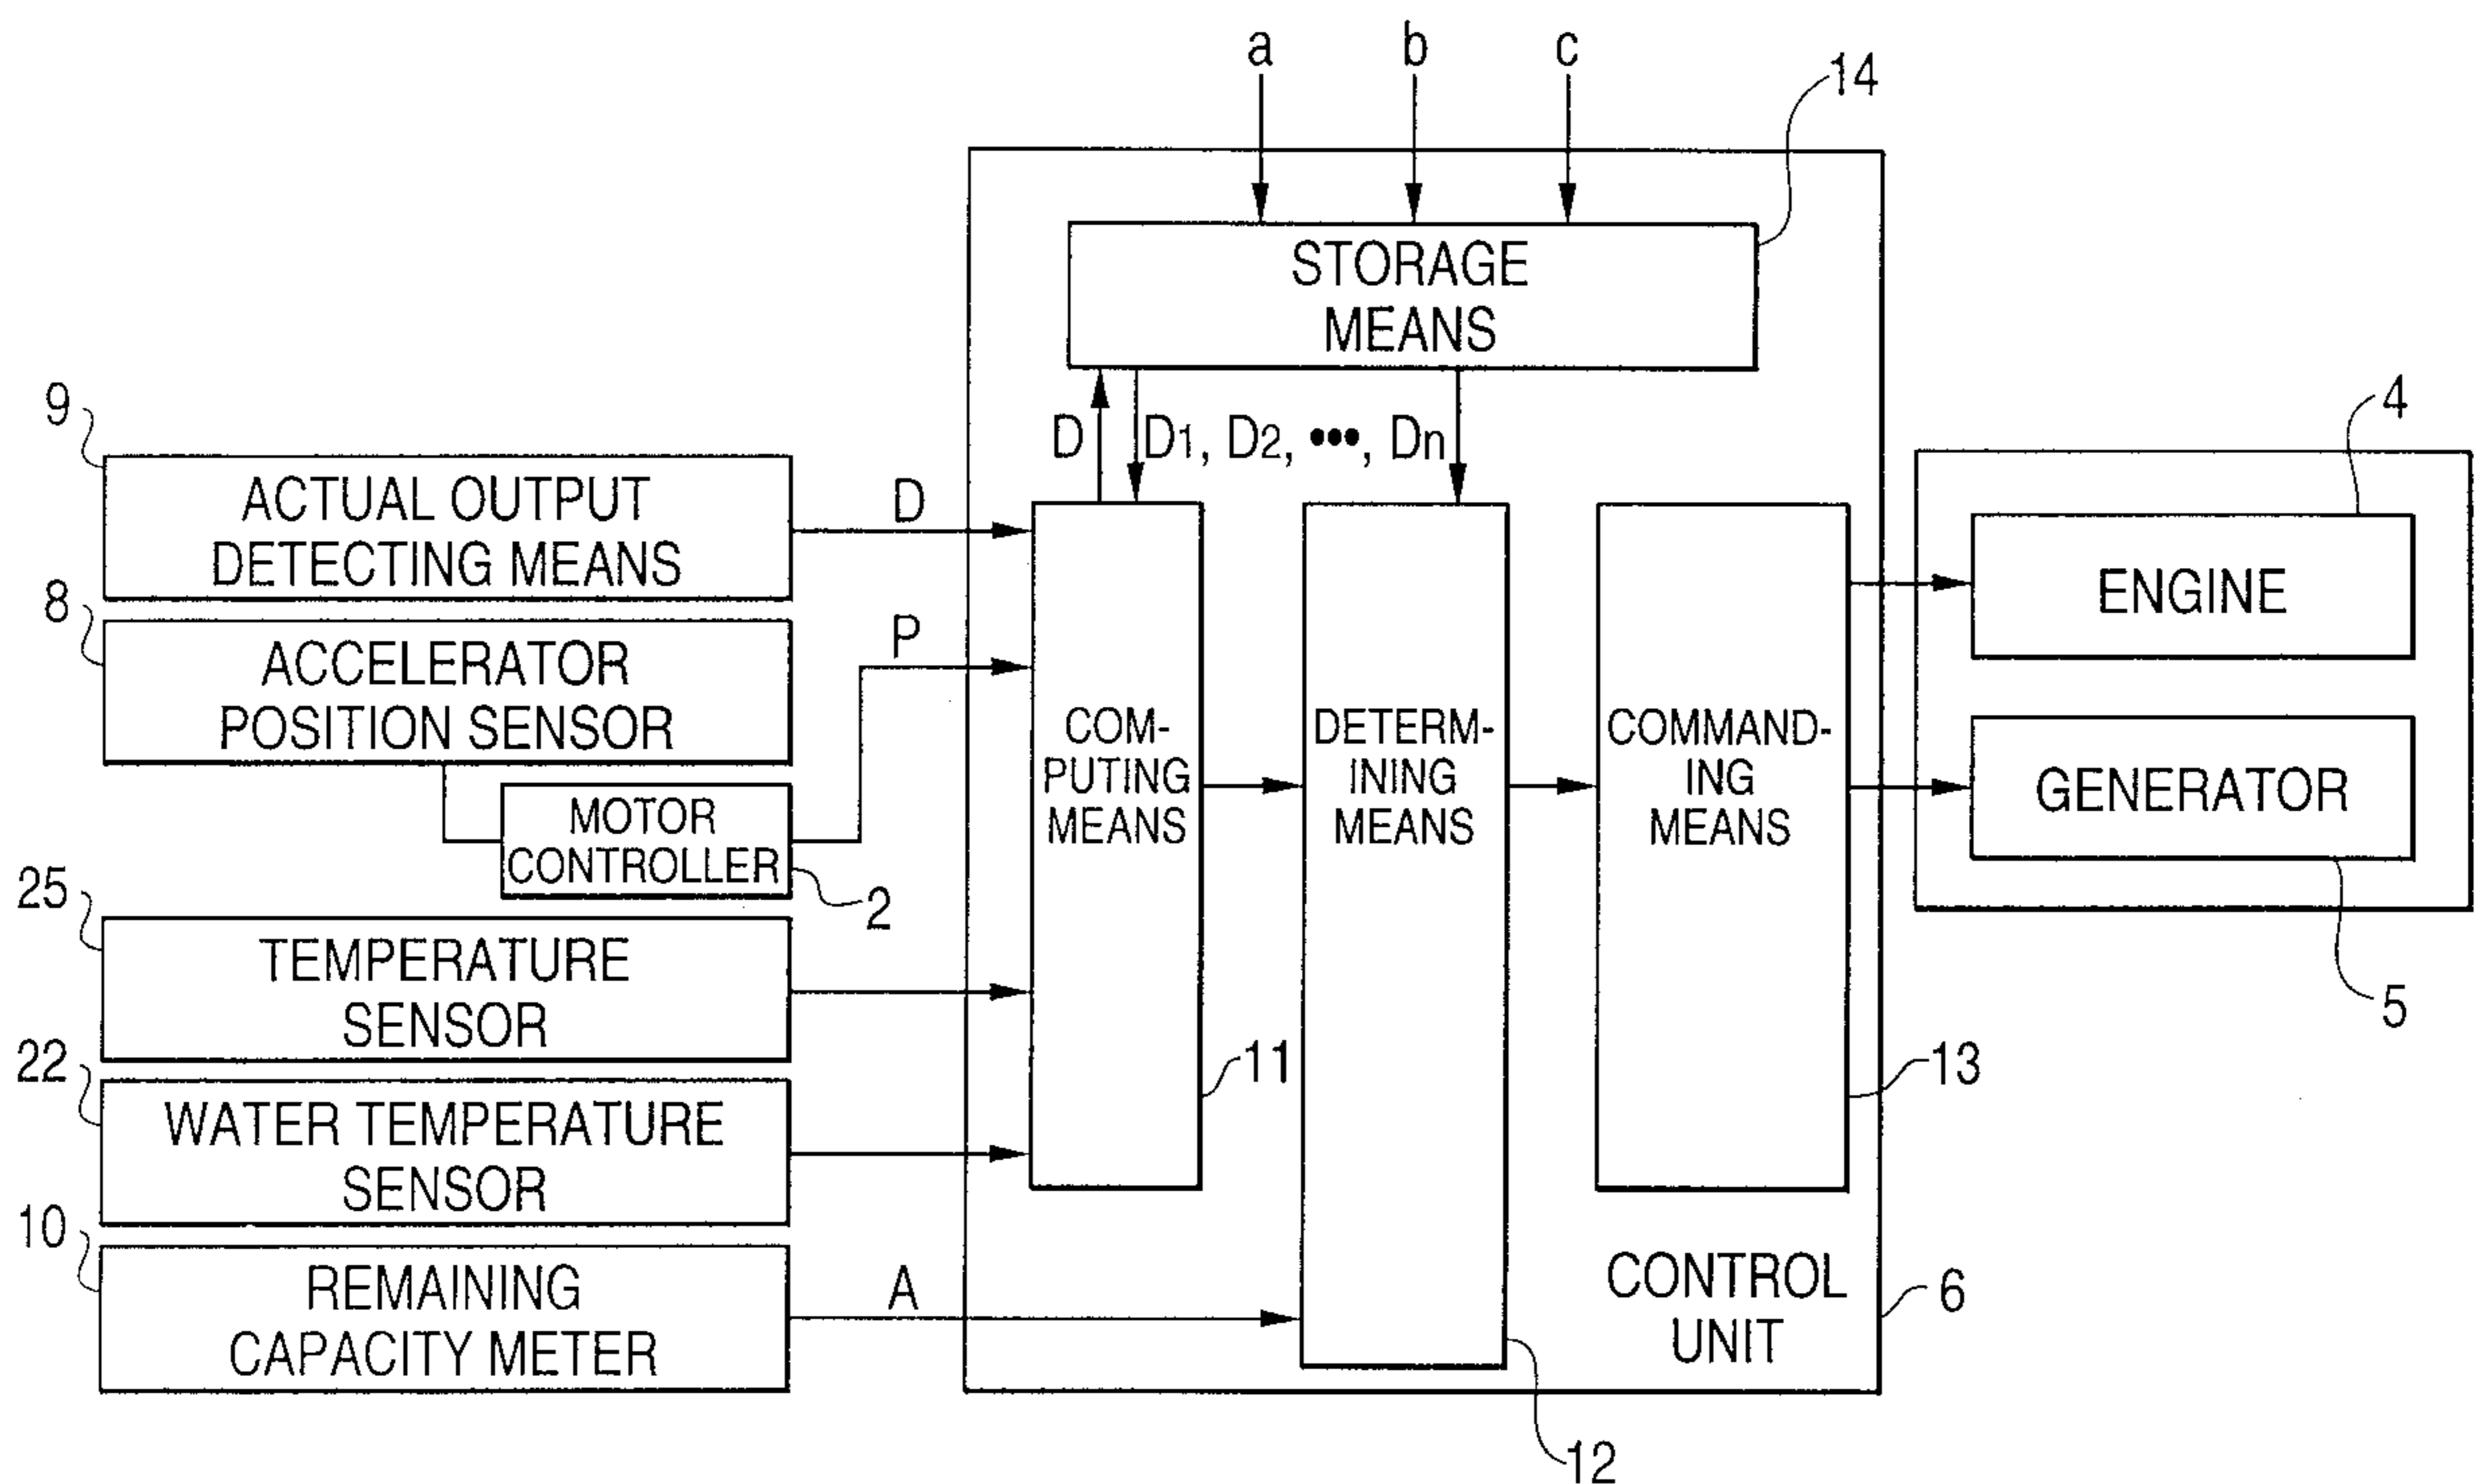 a
b
c
14
STORAGE
MEANS
D
D1, D2, •••, Dn
9
ACTUAL OUTPUT
DETECTING MEANS
D
8
ACCELERATOR
POSITION SENSOR
P
MOTOR
CONTROLLER
2
25
TEMPERATURE
SENSOR
22
WATER TEMPERATURE
SENSOR
10
REMAINING
CAPACITY METER
A
COM-
PUTING
MEANS
11
DETERM-
INING
MEANS
12
COMMAND-
ING
MEANS
13
CONTROL
UNIT
6
4
ENGINE
GENERATOR
5